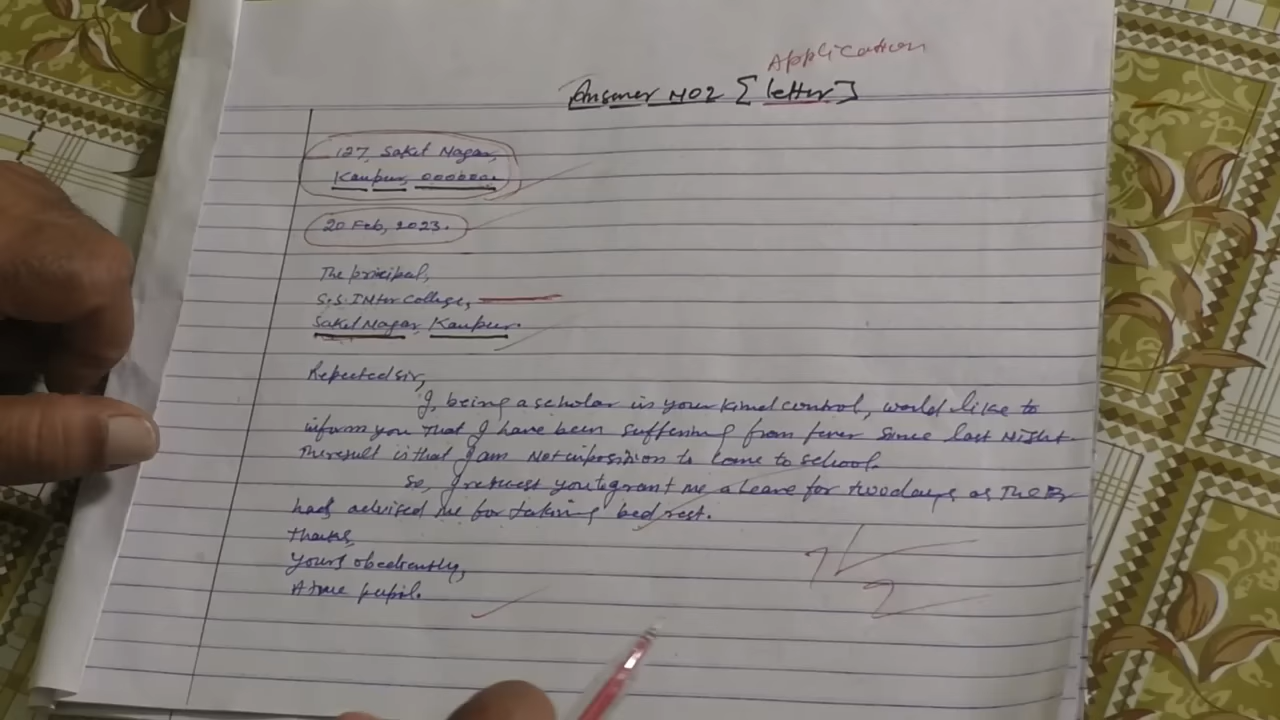 Application
Answer NO2 [letter]
127, Saket Nagar,
Kanpur, 000000.
20 Feb, 2023.
The principal,
S.S. INter College,
Saket Nagar, Kanpur.
Repected sir,
I, being a scholar in your kind control, would like to
inform you that I have been suffering from fever since last Night.
The result is that I am Not in position to come to school.
So, I request you to grant me a leave for two days as The Dr
has advised me for taking bed rest.
thanks,
Yours obediently,
A true pupil.